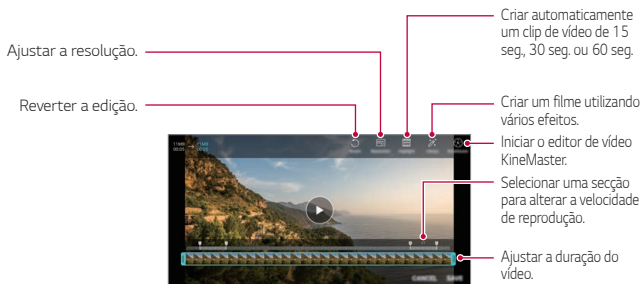 Ajustar a resolução.
Reverter a edição.
Criar automaticamente
um clip de vídeo de 15
seg., 30 seg. ou 60 seg.
Criar um filme utilizando
vários efeitos.
Iniciar o editor de vídeo
KineMaster.
Selecionar uma secção
para alterar a velocidade
de reprodução.
Ajustar a duração do
vídeo.
CANCEL SAVE